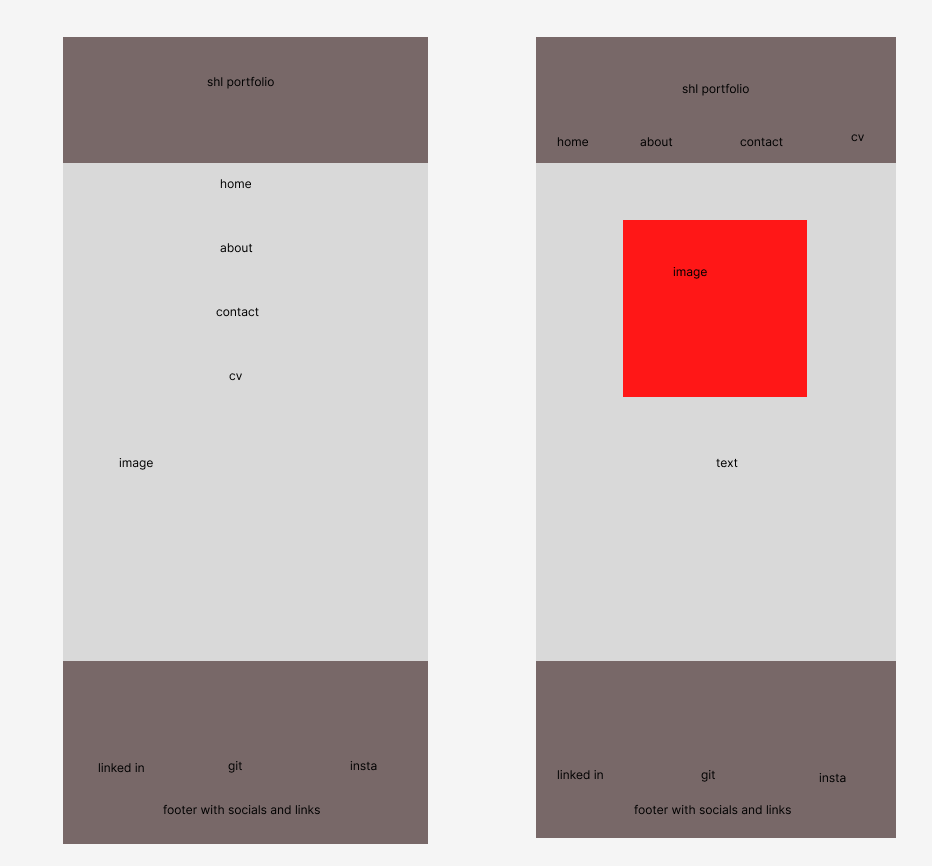 shl portfolio
home
about
contact
cv
image
linked in
git
insta
footer with socials and links
shl portfolio
home about contact cv
image
text
linked in git insta
footer with socials and links